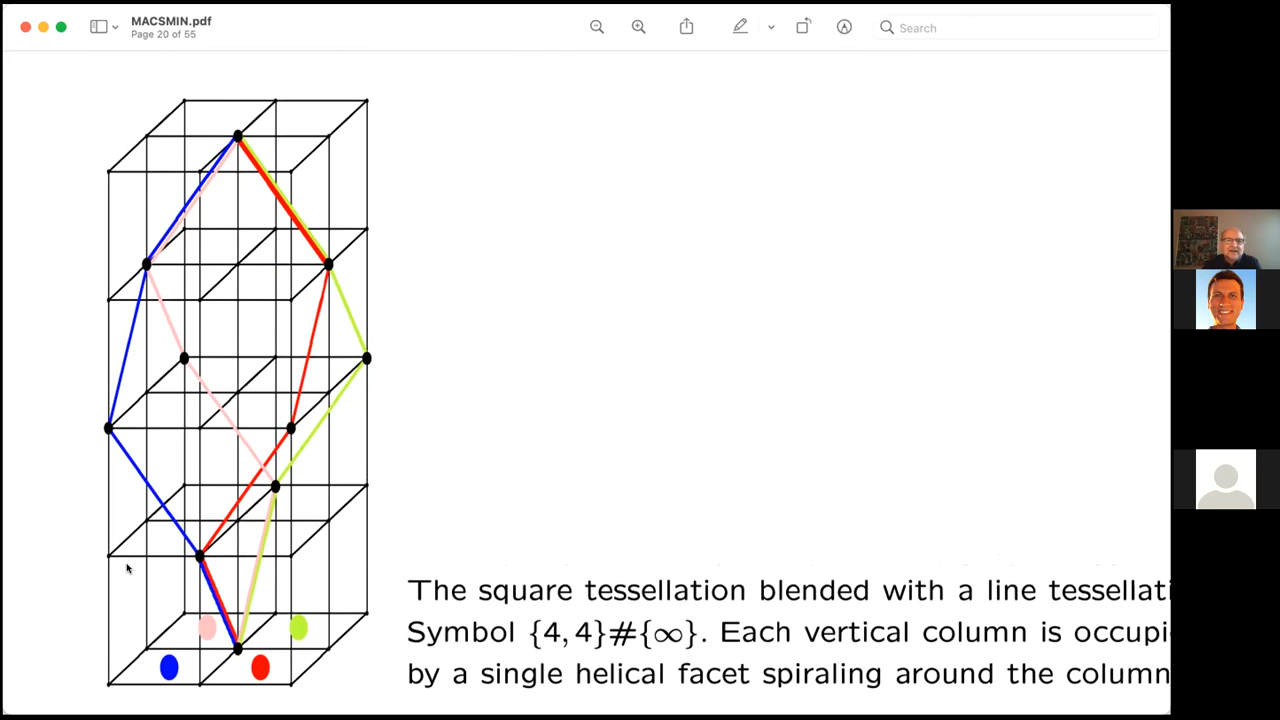 MACSMIN.pdf
Page 20 of 55
Search
The square tessellation blended with a line tessellati
Symbol {4,4}#{∞}. Each vertical column is occupi
by a single helical facet spiraling around the column